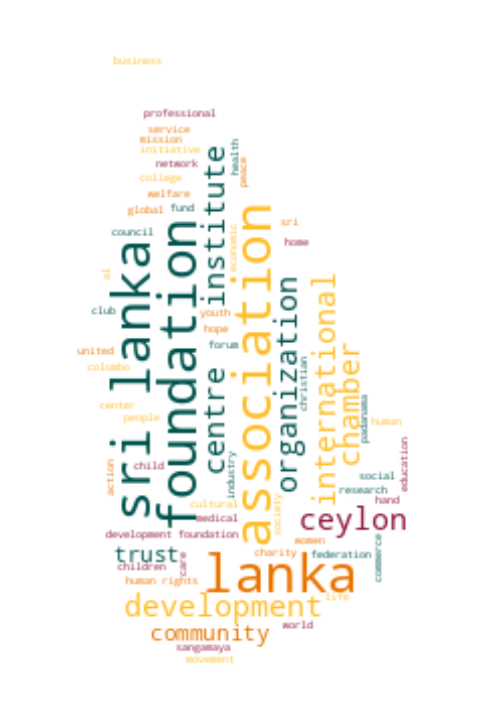 business
professional
service
mission
initiative
network
college
welfare
global
fund
council
health
peace
institute
sri
home
economic
association
sri lanka
foundation
al
club
youth
hope
forum
united
colombo
centre
organization
christian
international
chamber
padanama
human
center
people
education
child
action
industry
social
research
hand
cultural
society
medical
ceylon
development foundation
women
trust
charity
federation
commerce
children
care
lanka
human rights
life
development
community
world
sangamaya
movement